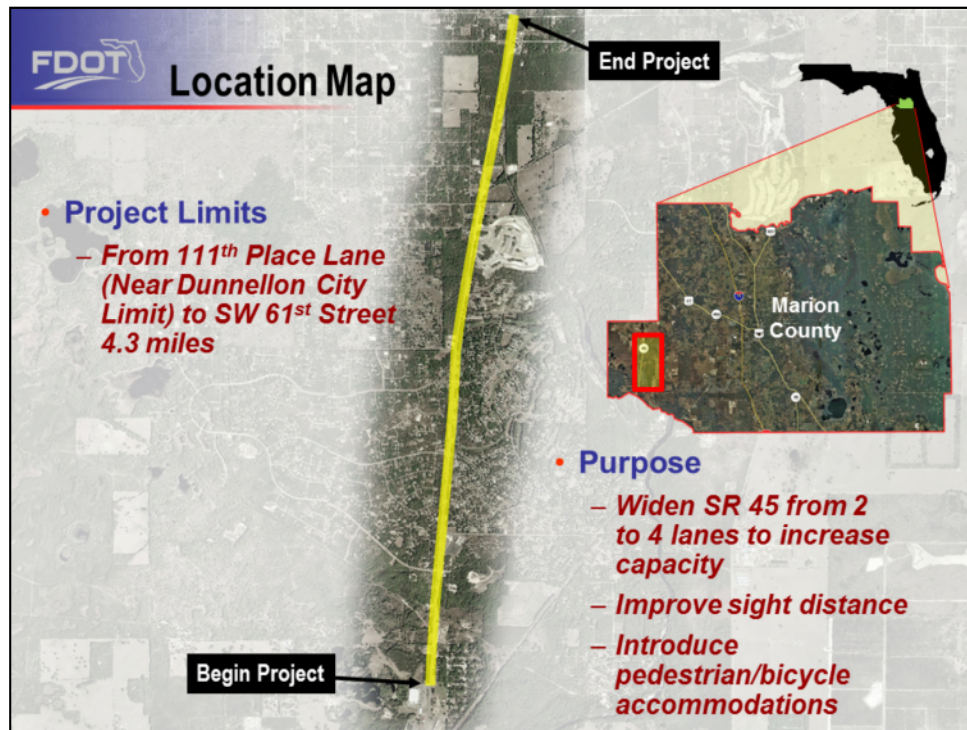 FDOT
Location Map
End Project
• Project Limits
– From 111th Place Lane
(Near Dunnellon City
Limit) to SW 61st Street
4.3 miles
Marion
County
• Purpose
– Widen SR 45 from 2
to 4 lanes to increase
capacity
– Improve sight distance
– Introduce
pedestrian/bicycle
accommodations
Begin Project